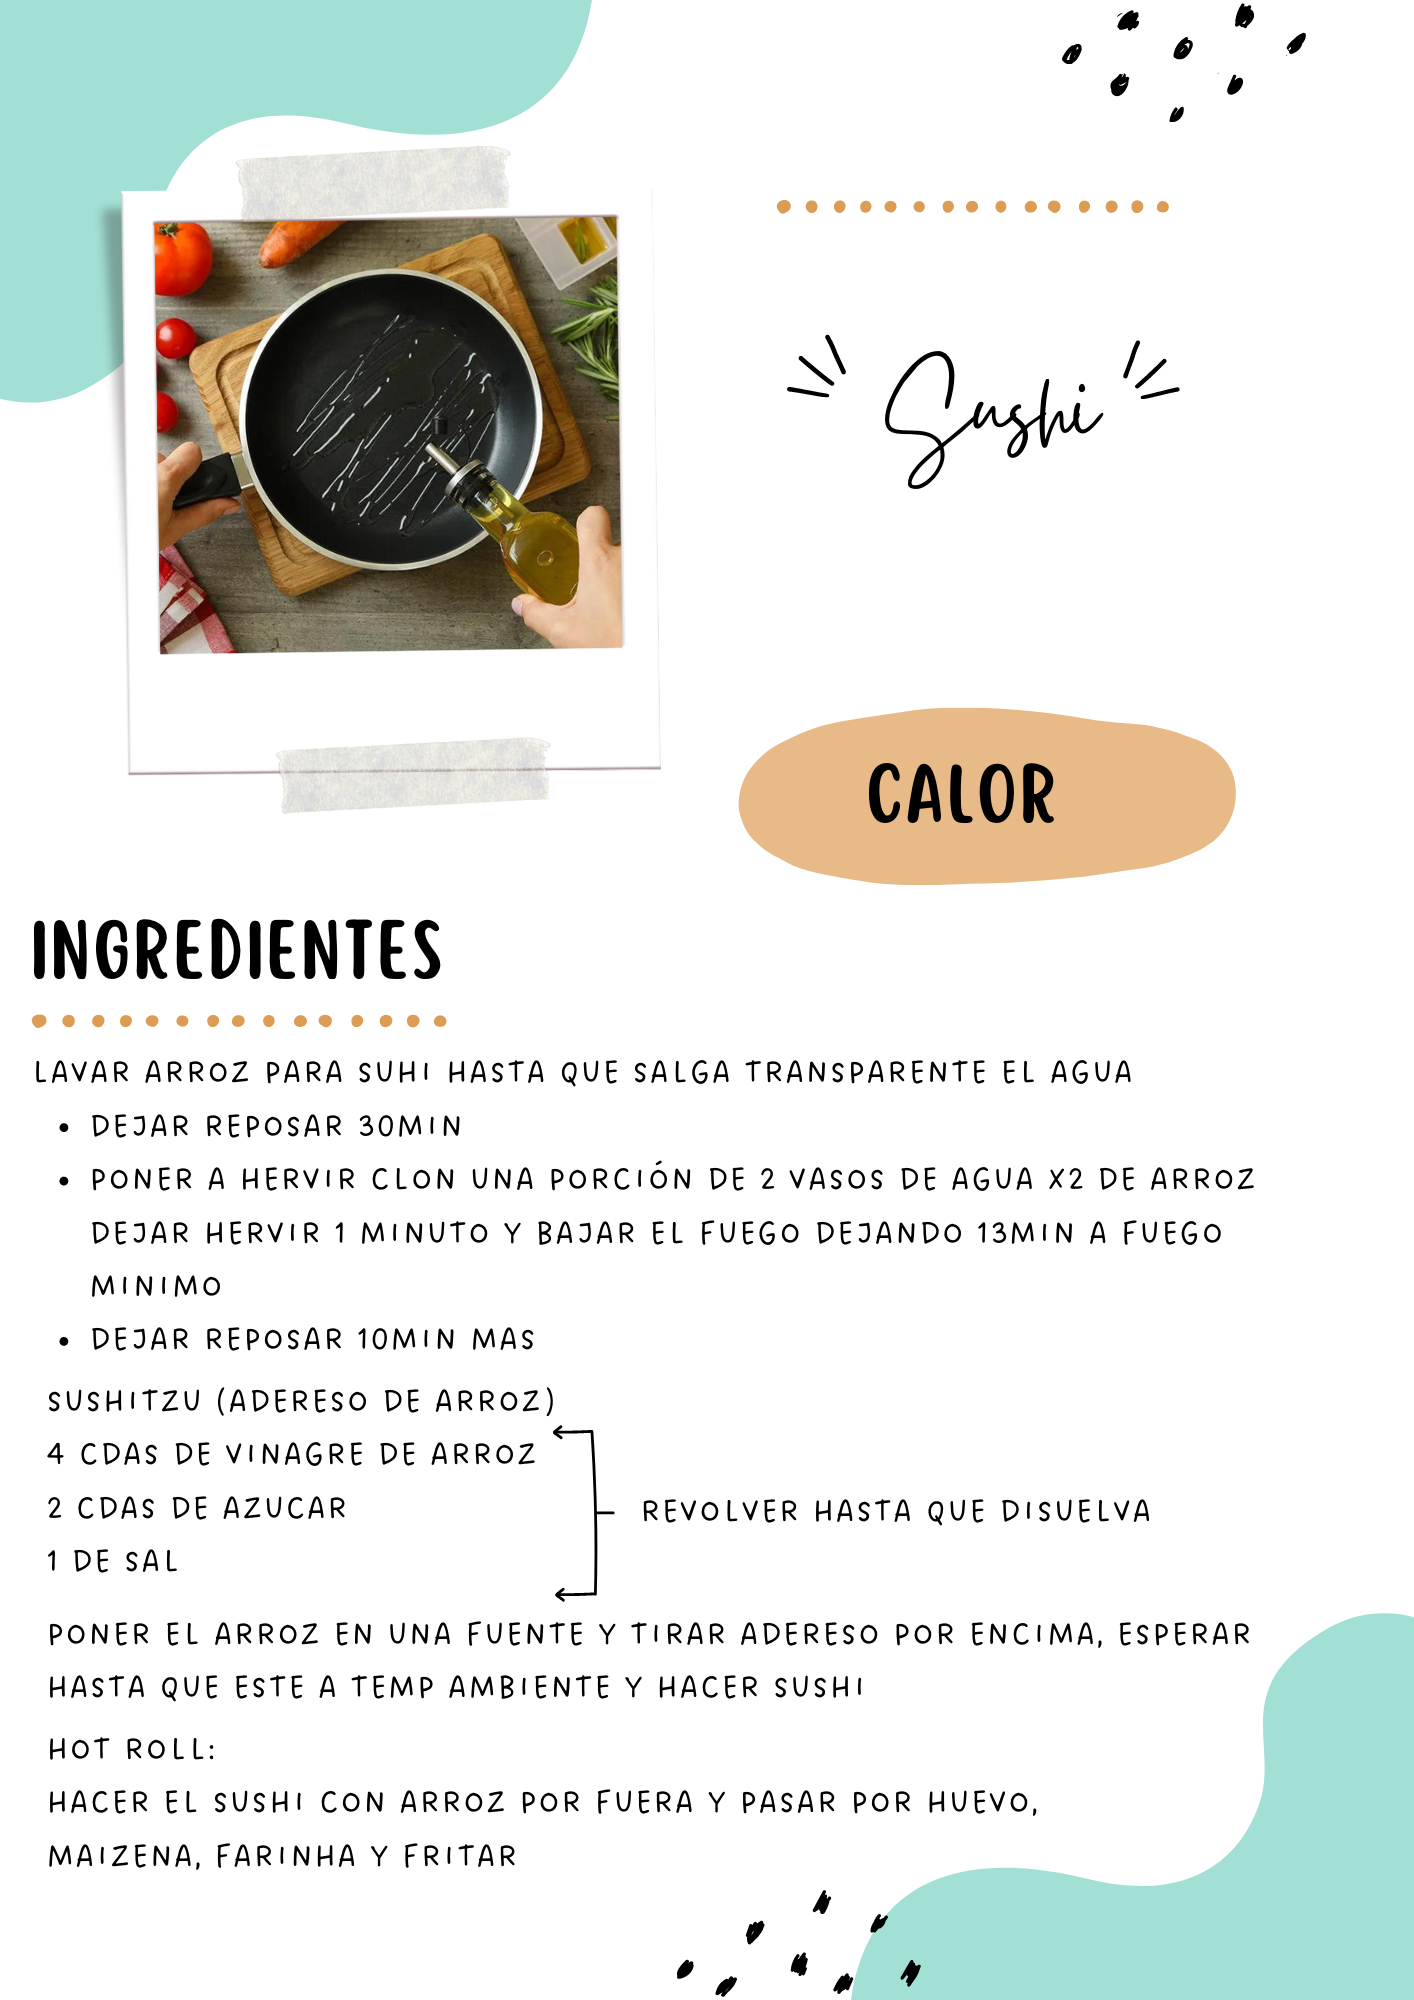 Sushi
CALOR
INGREDIENTES
LAVAR ARROZ PARA SUHI HASTA QUE SALGA TRANSPARENTE EL AGUA
• DEJAR REPOSAR 30MIN
• PONER A HERVIR CLON UNA PORCIÓN DE 2 VASOS DE AGUA X2 DE ARROZ
DEJAR HERVIR 1 MINUTO Y BAJAR EL FUEGO DEJANDO 13MIN A FUEGO
MINIMO
• DEJAR REPOSAR 10MIN MAS
SUSHITZU (ADERESO DE ARROZ)
4 CDAS DE VINAGRE DE ARROZ
2 CDAS DE AZUCAR
1 DE SAL
REVOLVER HASTA QUE DISUELVA
PONER EL ARROZ EN UNA FUENTE Y TIRAR ADERESO POR ENCIMA, ESPERAR
HASTA QUE ESTE A TEMP AMBIENTE Y HACER SUSHI
HOT ROLL:
HACER EL SUSHI CON ARROZ POR FUERA Y PASAR POR HUEVO,
MAIZENA, FARINHA Y FRITAR